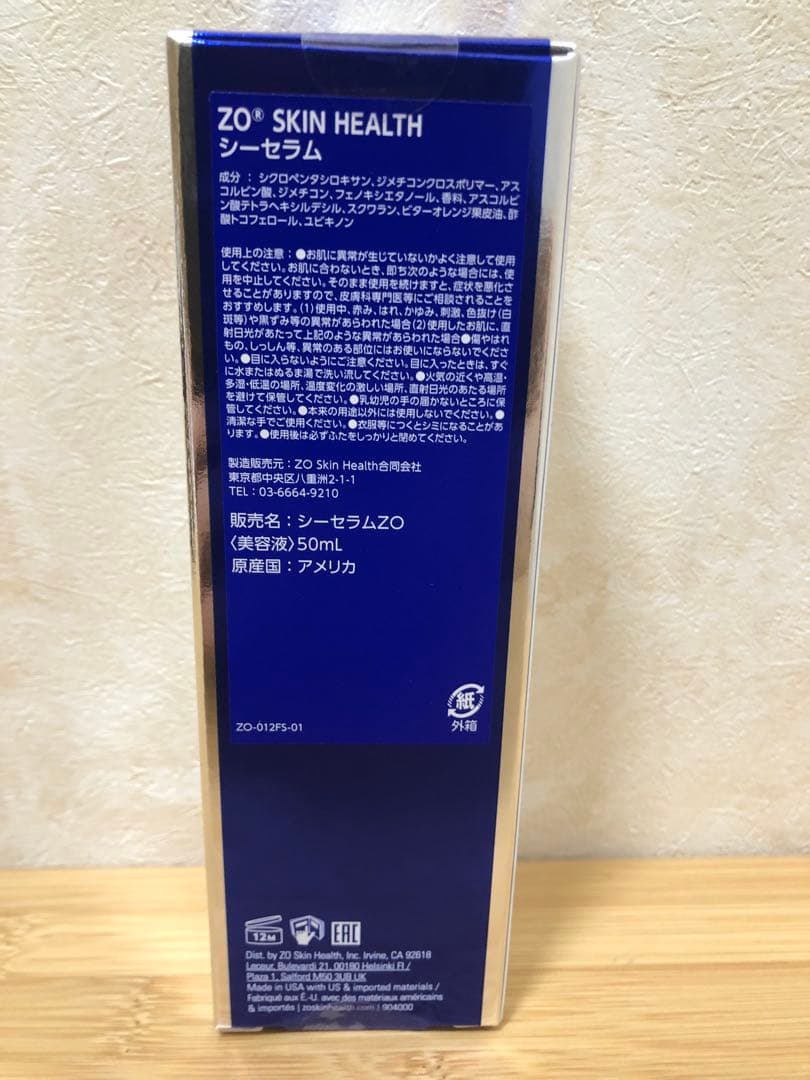 ZO® SKIN HEALTH
シーセラム
成分 : シクロペンタシロキサン、ジメチコンクロスポリマー、アス
コルビン酸、ジメチコン、フェノキシエタノール、香料、アスコルビ
ン酸テトラヘキシルデシル、スクワラン、ビターオレンジ果皮油、酢
酸トコフェロール、ユビキノン
使用上の注意 : ●お肌に異常が生じていないかよく注意して使用
してください。お肌に合わないとき、即ち次のような場合には、使
用を中止してください。そのまま使用を続けますと、症状を悪化さ
せることがありますので、皮膚科専門医等にご相談されることを
おすすめします。(1)使用中、赤み、はれ、かゆみ、刺激、色抜け(白
斑等)や黒ずみ等の異常があらわれた場合(2)使用したお肌に、直
射日光があたって上記のような異常があらわれた場合●傷やはれ
もの、しっしん等、異常のある部位にはお使いにならないでくださ
い。●目に入らないようにご注意ください。目に入ったときは、すぐ
に水またはぬるま湯で洗い流してください。●火気の近くや高温・
多湿・低温の場所、温度変化の激しい場所、直射日光のあたる場所
を避けて保管してください。●乳幼児の手の届かないところに保
管してください。●本来の用途以外には使用しないでください。●
清潔な手でご使用ください。●衣服等につくとシミになることがあ
ります。●使用後は必ずふたをしっかりと閉めてください。
製造販売元 : ZO Skin Health合同会社
東京都中央区八重洲2-1-1
TEL : 03-6664-9210
販売名 : シーセラムZO
〈美容液〉50mL
原産国 : アメリカ
紙
外箱
ZO-012FS-01
12M
EAC
Dist. by ZO Skin Health, Inc. Irvine, CA 92618
Leceur, Bulevardi 21, 00180 Helsinki FI /
Plaza 1, Salford M50 3UB UK
Made in USA with US & imported materials /
Fabriqué aux É.-U. avec des matériaux américains
& importés | zoskinhealth.com | 904000